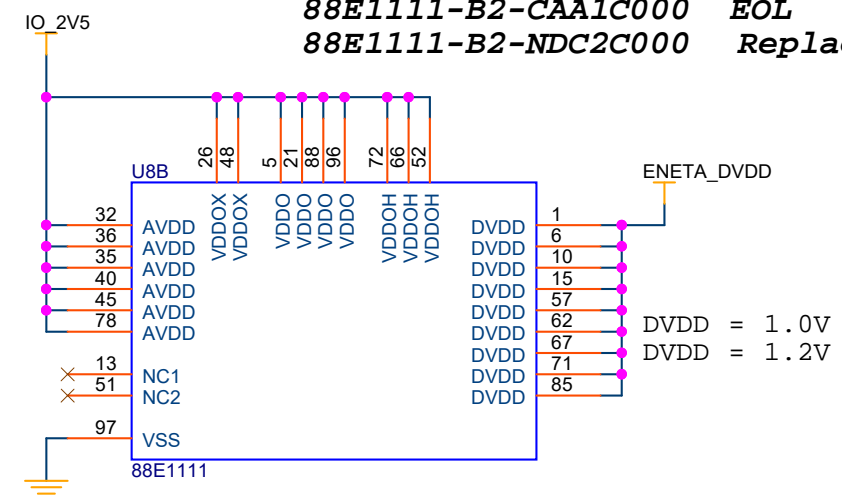 88E1111-B2-CAA1C000 EOL
88E1111-B2-NDC2C000
IO_2V5
26
48
5
21
88
96
72
66
52
U8B
ENETA_DVDD
VDDOX
VDDOX
VDDO
VDDO
VDDO
VDDO
VDDOH
VDDOH
VDDOH
32 AVDD
36 AVDD
35 AVDD
40 AVDD
45 AVDD
78 AVDD
13 NC1
51 NC2
97 VSS
DVDD 1
DVDD 6
DVDD 10
DVDD 15
DVDD 57
DVDD 62
DVDD 67
DVDD 71
DVDD 85
DVDD = 1.0V
DVDD = 1.2V
88E1111